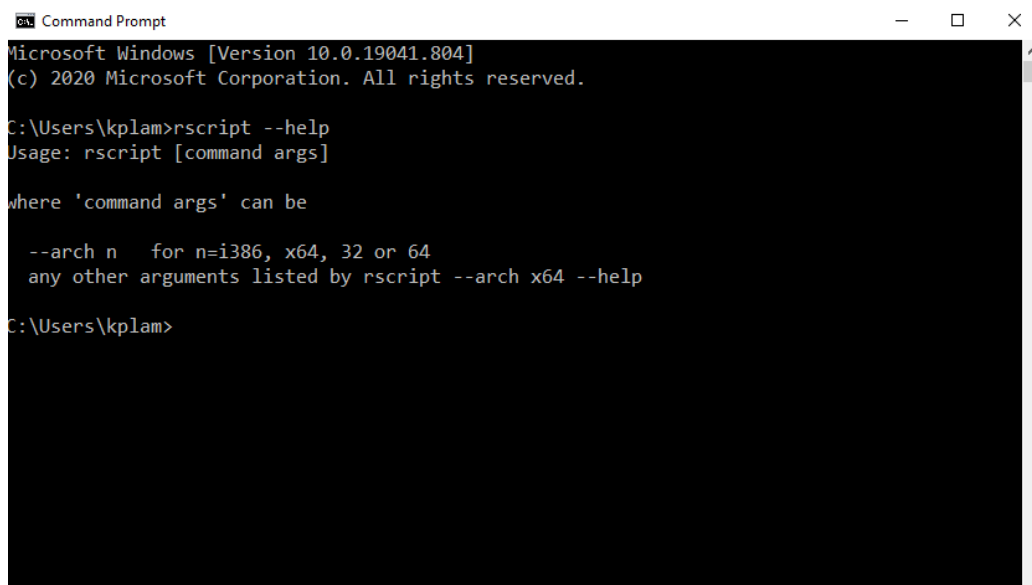 Command Prompt
Microsoft Windows [Version 10.0.19041.804]
(c) 2020 Microsoft Corporation. All rights reserved.
C:\Users\kplam>rscript --help
Usage: rscript [command args]
where 'command args' can be
--arch n   for n=i386, x64, 32 or 64
any other arguments listed by rscript --arch x64 --help
C:\Users\kplam>